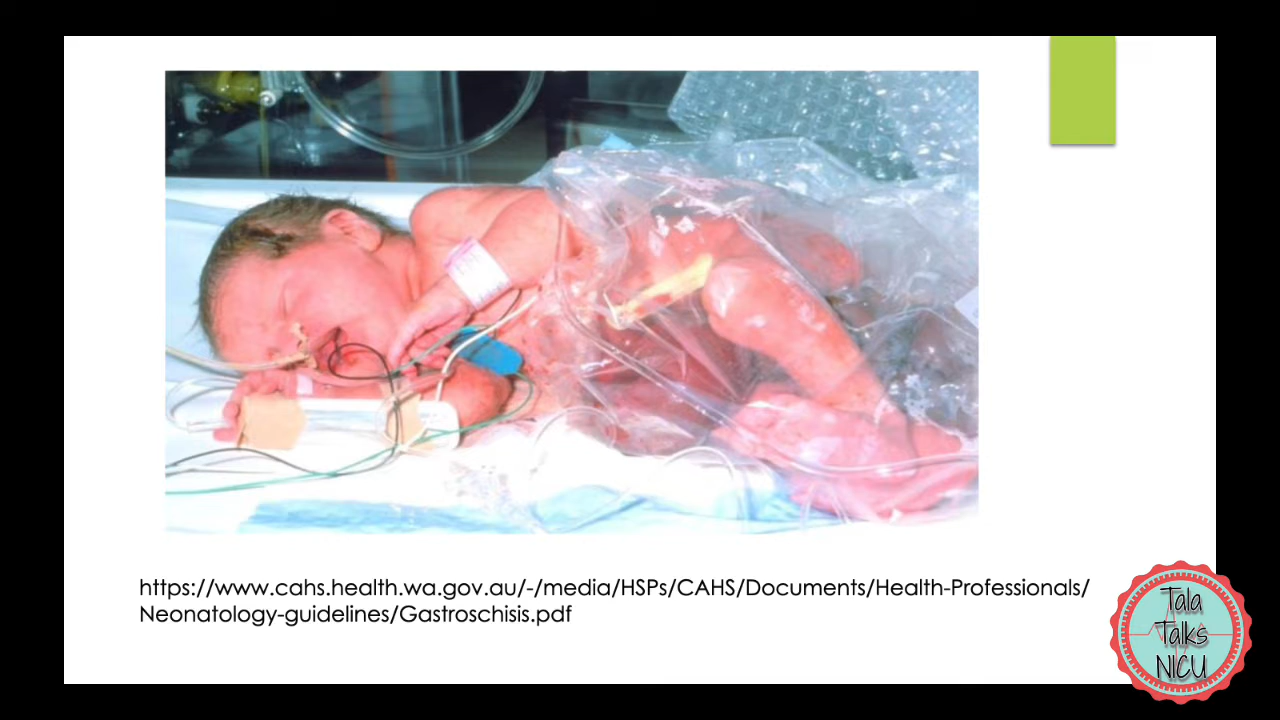 https://www.cahs.health.wa.gov.au/-/media/HSPs/CAHS/Documents/Health-Professionals/
Neonatology-guidelines/Gastroschisis.pdf
Tala
Talks
NICU